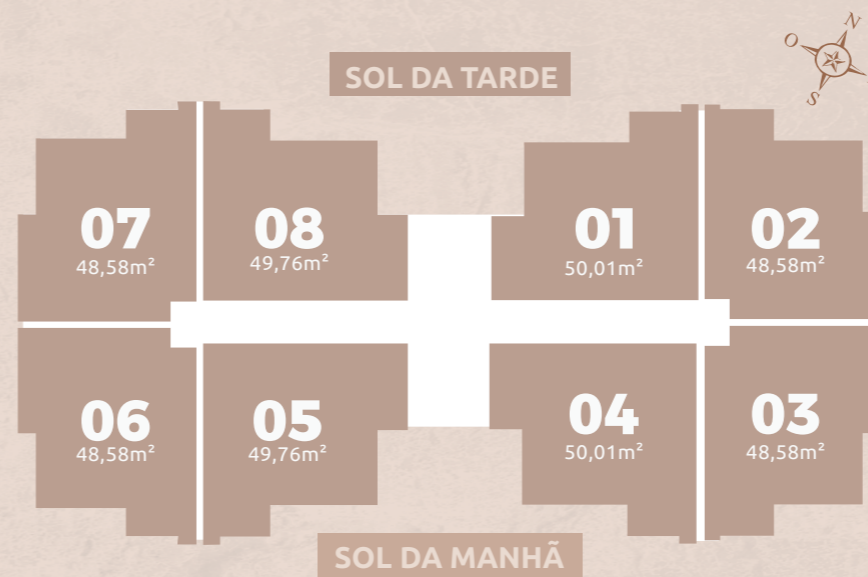 N
O
S
SOL DA TARDE
07
48,58m²
08
49,76m²
01
50,01m²
02
48,58m²
06
48,58m²
05
49,76m²
04
50,01m²
03
48,58m²
SOL DA MANHÃ